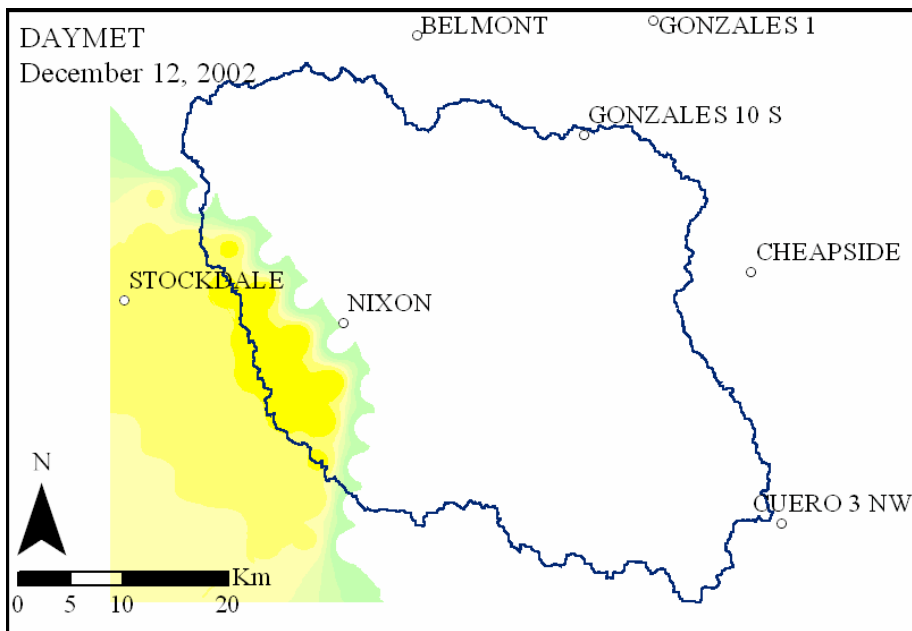 DAYMET
December 12, 2002
BELMONT
GONZALES 1
GONZALES 10 S
CHEAPSIDE
STOCKDALE
NIXON
CUERO 3 NW
N
Km
0 5 10 20